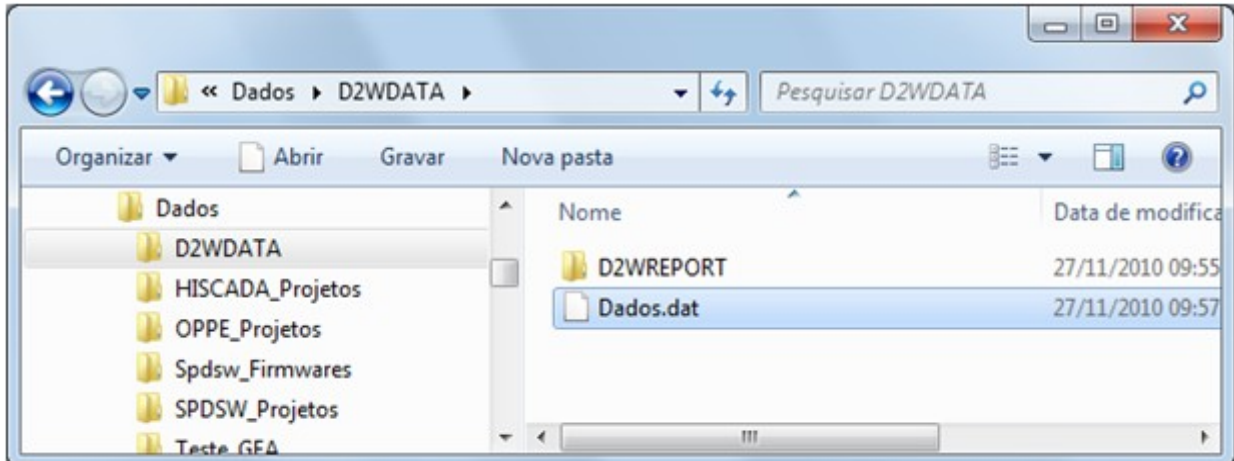 « Dados ▸ D2WDATA ▸ Pesquisar D2WDATA
Organizar Abrir Gravar Nova pasta
Dados
D2WDATA
HISCADA_Projetos
OPPE_Projetos
Spdsw_Firmwares
SPDSW_Projetos
Teste_GEA
Nome Data de modifica
D2WREPORT 27/11/2010 09:55
Dados.dat 27/11/2010 09:57